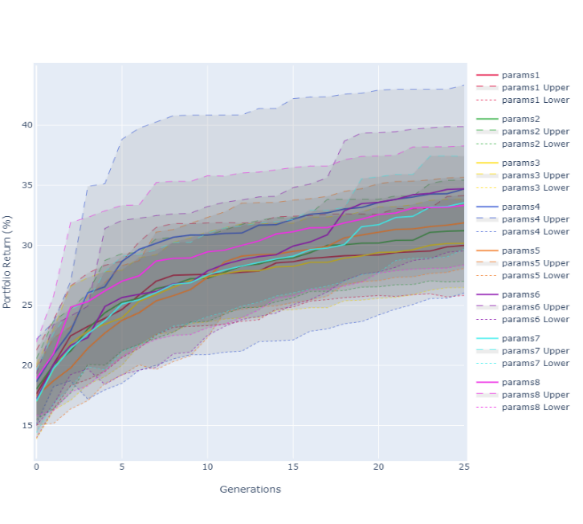 40
35
30
25
20
15
Portfolio Return (%)
0
5
10
15
20
25
Generations
params1
params1 Upper
params1 Lower
params2
params2 Upper
params2 Lower
params3
params3 Upper
params3 Lower
params4
params4 Upper
params4 Lower
params5
params5 Upper
params5 Lower
params6
params6 Upper
params6 Lower
params7
params7 Upper
params7 Lower
params8
params8 Upper
params8 Lower